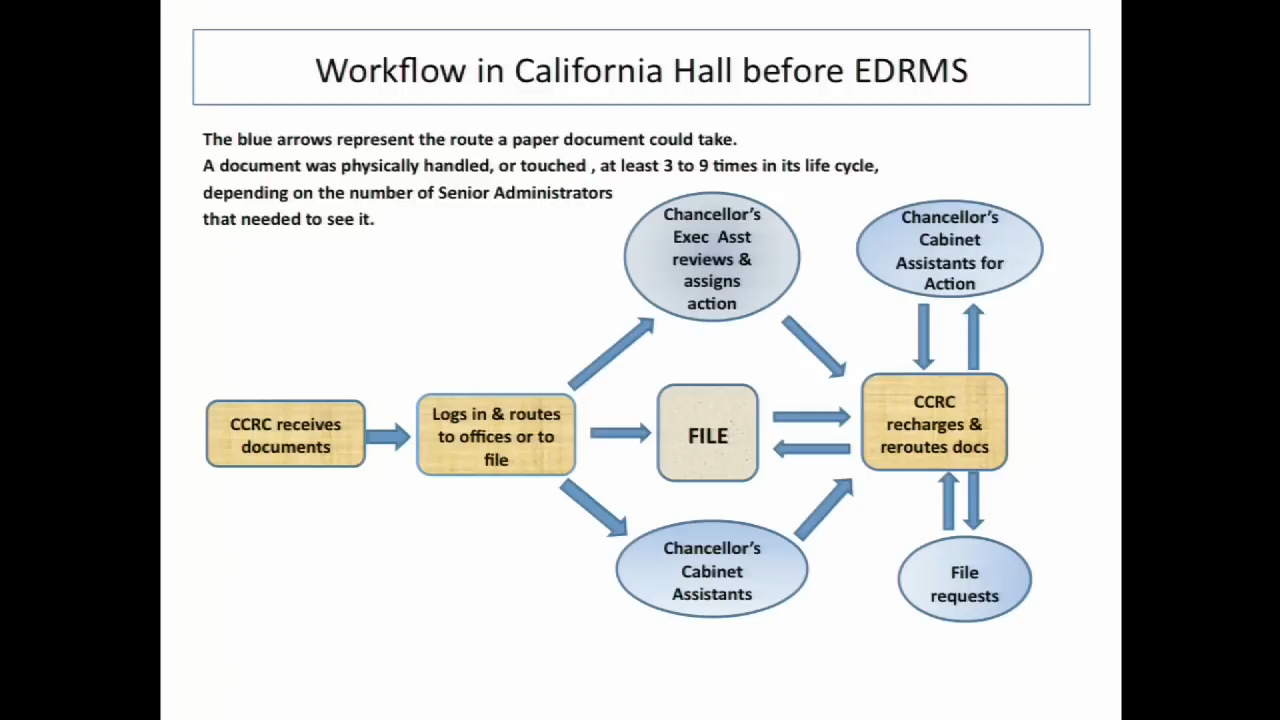 Workflow in California Hall before EDRMS
The blue arrows represent the route a paper document could take.
A document was physically handled, or touched , at least 3 to 9 times in its life cycle,
depending on the number of Senior Administrators
that needed to see it.
Chancellor's
Exec Asst
reviews &
assigns
action
Chancellor's
Cabinet
Assistants for
Action
CCRC receives
documents
Logs in & routes
to offices or to
file
FILE
CCRC
recharges &
reroutes docs
Chancellor's
Cabinet
Assistants
File
requests